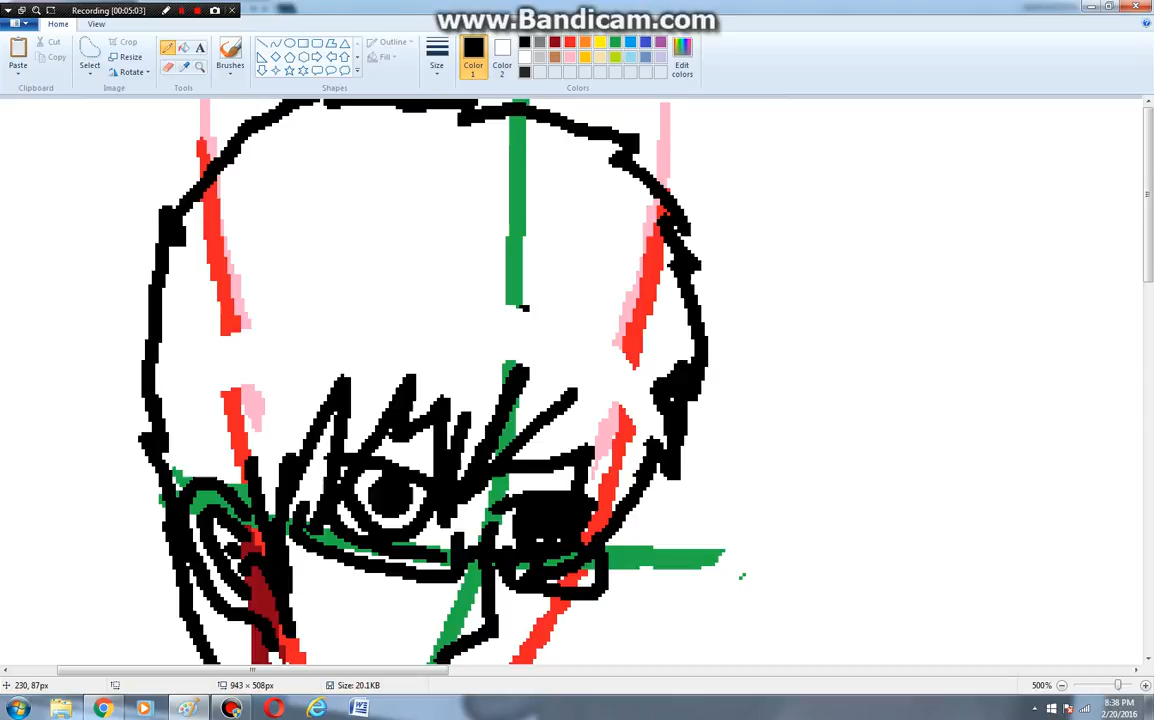 Recording [00:05:03]
www.Bandicam.com
Home View
Paste
Cut
Copy
Clipboard
Select
Crop
Resize
Rotate
Image
Tools
Brushes
Outline
Fill
Shapes
Size
Color 1
Color 2
Edit colors
Colors
230, 87px
943 × 508px
Size: 20.1KB
500%
8:38 PM
2/20/2016